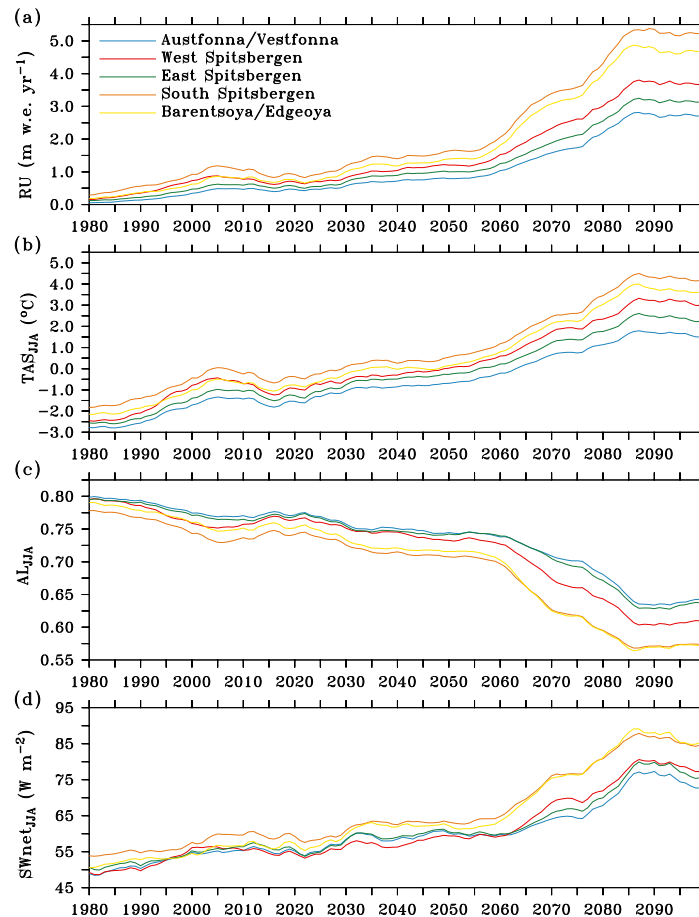 (a)
RU (m w.e. yr−1)
5.0
4.0
3.0
2.0
1.0
0.0
Austfonna/Vestfonna
West Spitsbergen
East Spitsbergen
South Spitsbergen
Barentsoya/Edgeoya
1980 1990 2000 2010 2020 2030 2040 2050 2060 2070 2080 2090
(b)
TASJJA (°C)
5.0
4.0
3.0
2.0
1.0
0.0
−1.0
−2.0
−3.0
1980 1990 2000 2010 2020 2030 2040 2050 2060 2070 2080 2090
(c)
ALJJA
0.80
0.75
0.70
0.65
0.60
0.55
1980 1990 2000 2010 2020 2030 2040 2050 2060 2070 2080 2090
(d)
SWnetJJA (W m−2)
95
85
75
65
55
45
1980 1990 2000 2010 2020 2030 2040 2050 2060 2070 2080 2090